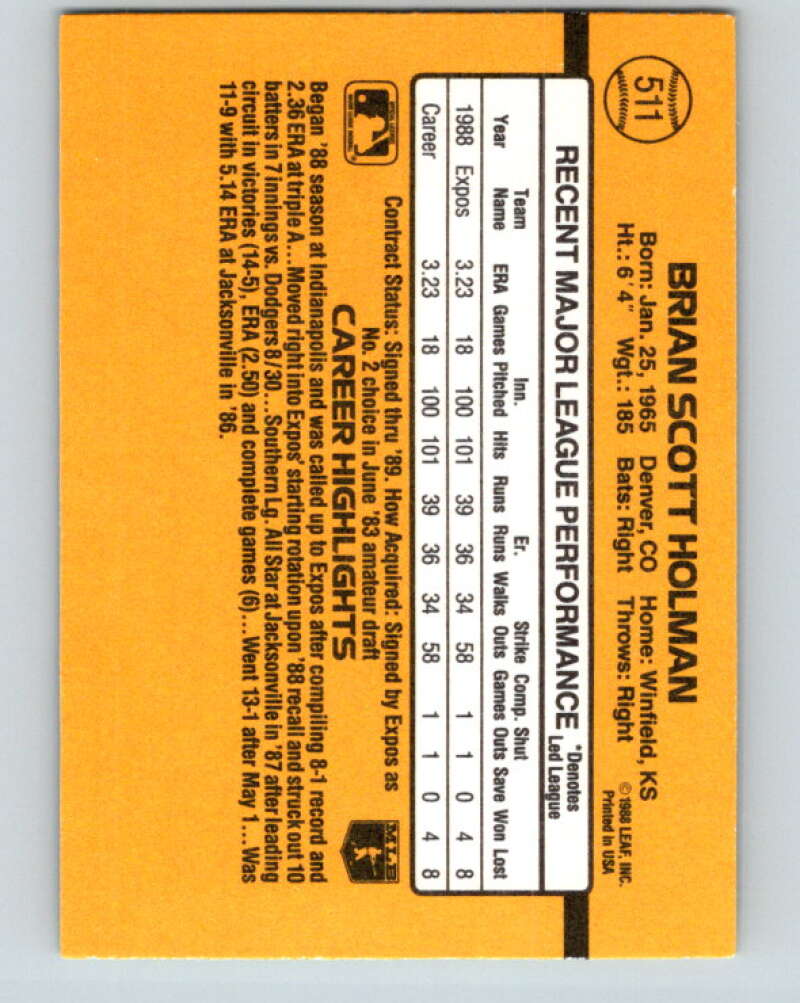 511
BRIAN SCOTT HOLMAN
Born: Jan. 25, 1965 Denver, CO Home: Winfield, KS
Ht.: 6' 4" Wgt.: 185 Bats: Right Throws: Right
© 1988 LEAF, INC.
Printed in USA
RECENT MAJOR LEAGUE PERFORMANCE *Denotes Led League
Team Inn. Er. Strike Comp. Shut
Year Name ERA Games Pitched Hits Runs Runs Walks Outs Games Outs Save Won Lost
1988 Expos 3.23 18 100 101 39 36 34 58 1 1 0 4 8
Career 3.23 18 100 101 39 36 34 58 1 1 0 4 8
Contract Status: Signed thru '89. How Acquired: Signed by Expos as
No. 2 choice in June '83 amateur draft
MLB
CAREER HIGHLIGHTS
Began '88 season at Indianapolis and was called up to Expos after compiling 8-1 record and
2.36 ERA at triple A...Moved right into Expos' starting rotation upon '88 recall and struck out 10
batters in 7 innings vs. Dodgers 8/30...Southern Lg. All Star at Jacksonville in '87 after leading
circuit in victories (14-5), ERA (2.50) and complete games (6)...Went 13-1 after May 1...Was
11-9 with 5.14 ERA at Jacksonville in '86.